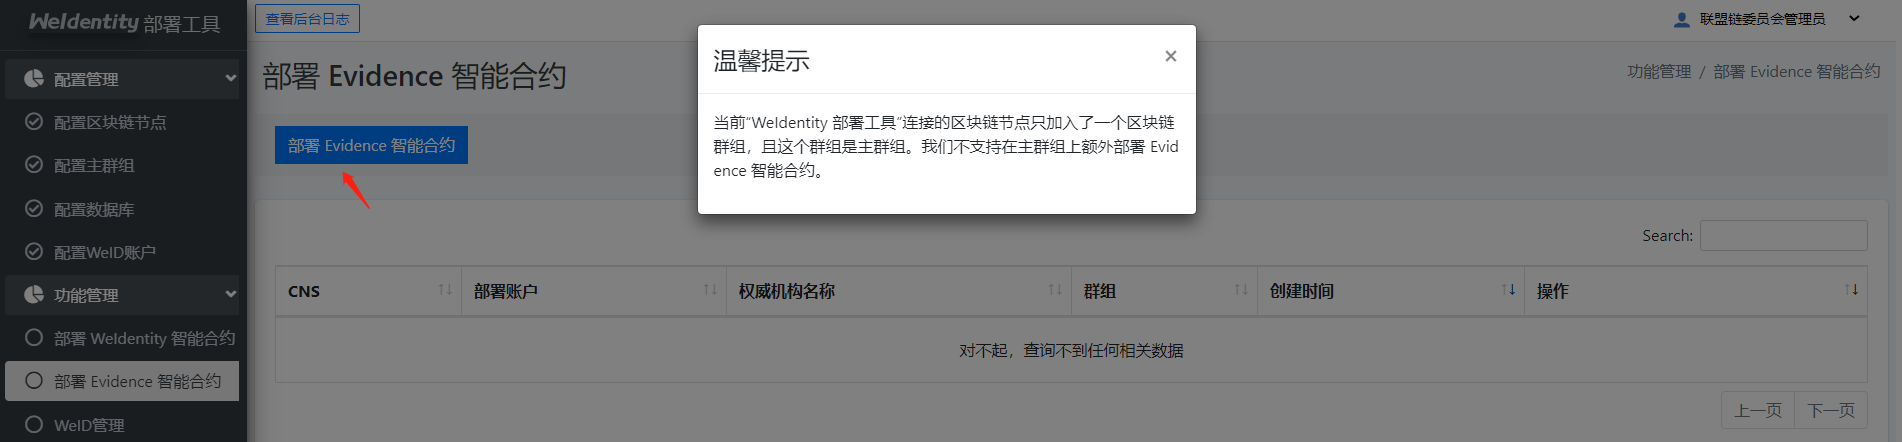 WeIdentity 部署工具
查看后台日志
联盟链委员会管理员
配置管理
配置区块链节点
配置主群组
配置数据库
配置WeID账户
功能管理
部署 WeIdentity 智能合约
部署 Evidence 智能合约
WeID管理
部署 Evidence 智能合约
功能管理 / 部署 Evidence 智能合约
部署 Evidence 智能合约
温馨提示
×
当前“WeIdentity 部署工具”连接的区块链节点只加入了一个区块链
群组，且这个群组是主群组。我们不支持在主群组上额外部署 Evid
ence 智能合约。
Search:
CNS 部署账户 权威机构名称 群组 创建时间 操作
对不起，查询不到任何相关数据
上一页 下一页